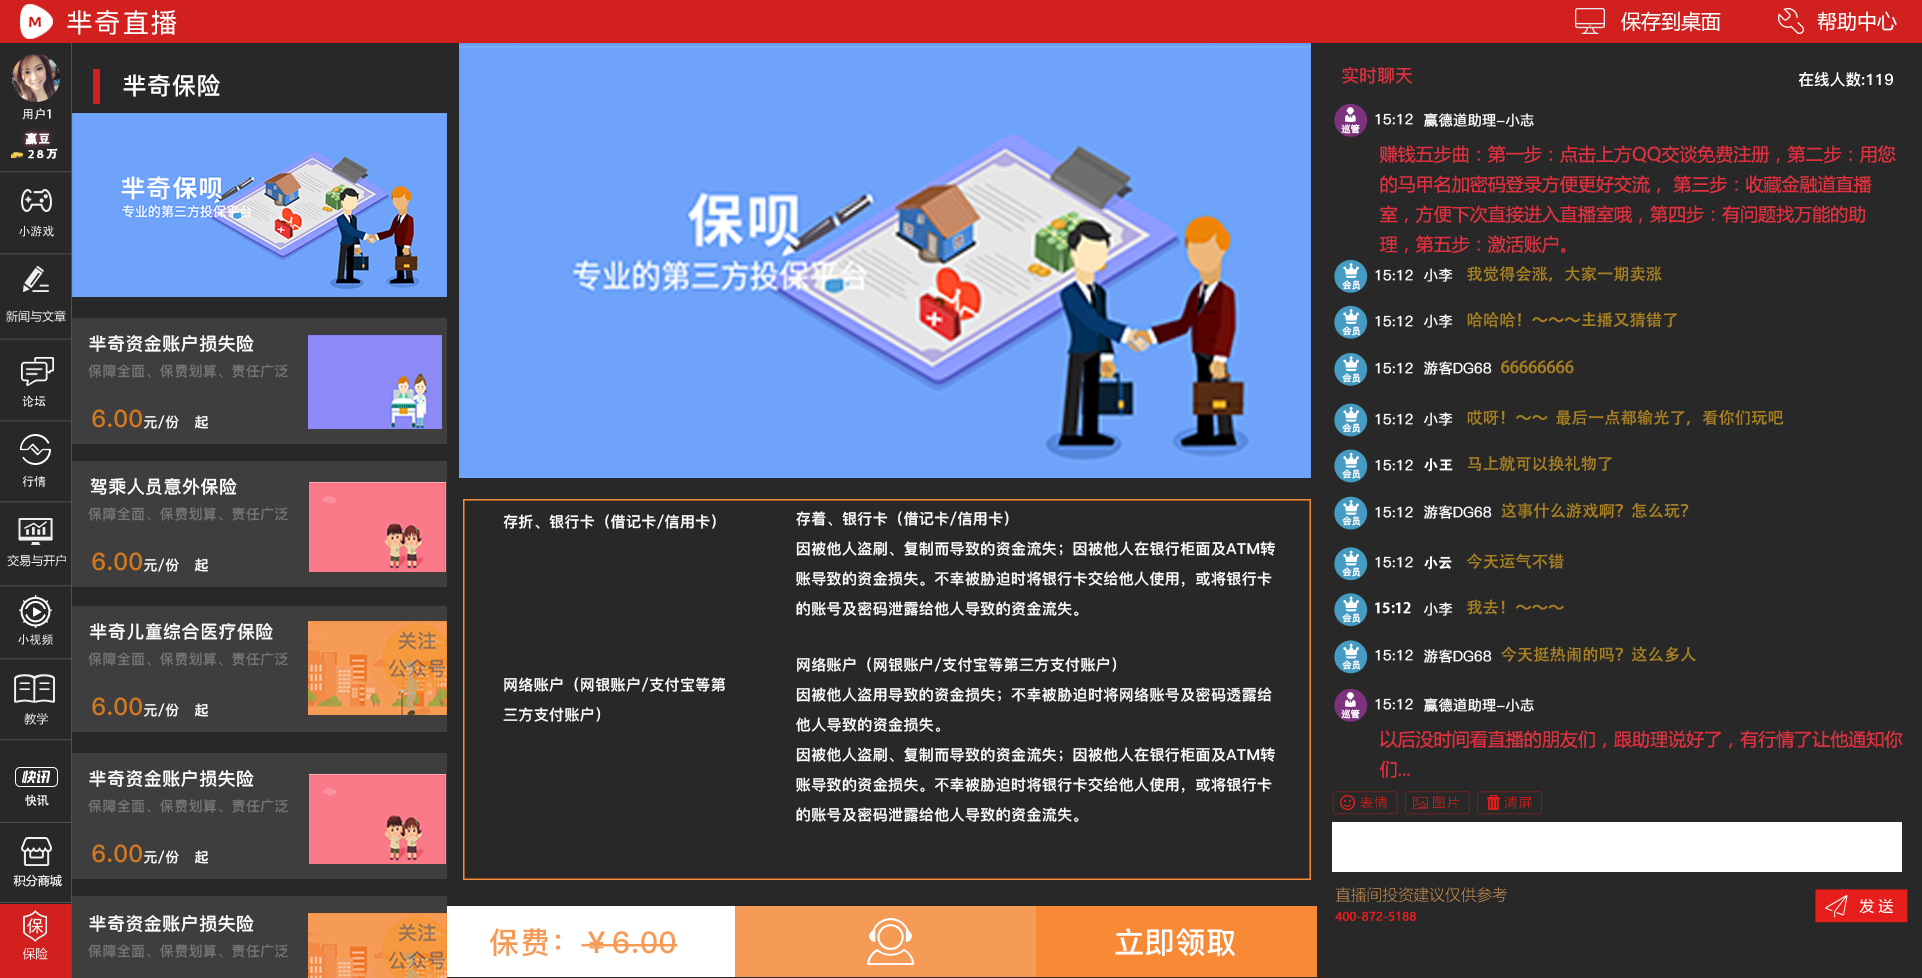 M 芈奇直播
保存到桌面
帮助中心
用户1
赢豆
28万
小游戏
新闻与文章
论坛
行情
交易与开户
小视频
教学
快讯
快讯
积分商城
保
保险
芈奇保险
芈奇保呗
专业的第三方投保平台
芈奇资金账户损失险
保障全面、保费划算、责任广泛
6.00元/份 起
驾乘人员意外保险
保障全面、保费划算、责任广泛
6.00元/份 起
芈奇儿童综合医疗保险
保障全面、保费划算、责任广泛
6.00元/份 起
关注
公众号
芈奇资金账户损失险
保障全面、保费划算、责任广泛
6.00元/份 起
芈奇资金账户损失险
保障全面、保费划算、责任广泛
关注
公众号
保呗
专业的第三方投保平台
存折、银行卡（借记卡/信用卡）
存着、银行卡（借记卡/信用卡）
因被他人盗刷、复制而导致的资金流失；因被他人在银行柜面及ATM转
账导致的资金损失。不幸被胁迫时将银行卡交给他人使用，或将银行卡
的账号及密码泄露给他人导致的资金流失。
网络账户（网银账户/支付宝等第
三方支付账户）
网络账户（网银账户/支付宝等第三方支付账户）
因被他人盗用导致的资金损失；不幸被胁迫时将网络账号及密码透露给
他人导致的资金损失。
因被他人盗刷、复制而导致的资金流失；因被他人在银行柜面及ATM转
账导致的资金损失。不幸被胁迫时将银行卡交给他人使用，或将银行卡
的账号及密码泄露给他人导致的资金流失。
保费：￥6.00
立即领取
实时聊天
在线人数:119
巡管 15:12 赢德道助理-小志
赚钱五步曲：第一步：点击上方QQ交谈免费注册，第二步：用您
的马甲名加密码登录方便更好交流， 第三步：收藏金融道直播
室，方便下次直接进入直播室哦，第四步：有问题找万能的助
理，第五步：激活账户。
会员 15:12 小李 我觉得会涨，大家一期卖涨
会员 15:12 小李 哈哈哈！～～～主播又猜错了
会员 15:12 游客DG68 66666666
会员 15:12 小李 哎呀！～～ 最后一点都输光了，看你们玩吧
会员 15:12 小王 马上就可以换礼物了
会员 15:12 游客DG68 这事什么游戏啊？怎么玩？
会员 15:12 小云 今天运气不错
会员 15:12 小李 我去！～～～
会员 15:12 游客DG68 今天挺热闹的吗？这么多人
巡管 15:12 赢德道助理-小志
以后没时间看直播的朋友们，跟助理说好了，有行情了让他通知你
们...
表情 图片 清屏
直播间投资建议仅供参考
400-872-5188
发送